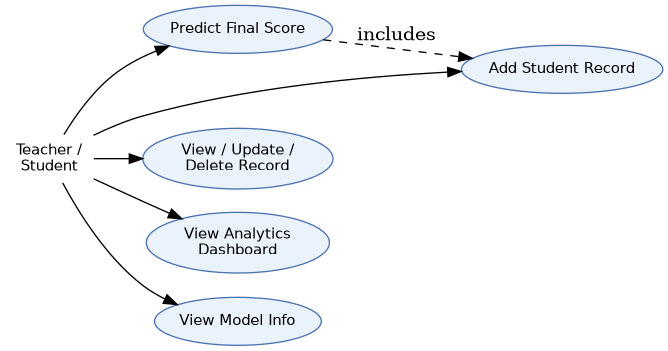 Predict Final Score
includes
Add Student Record
Teacher /
Student
View / Update /
Delete Record
View Analytics
Dashboard
View Model Info